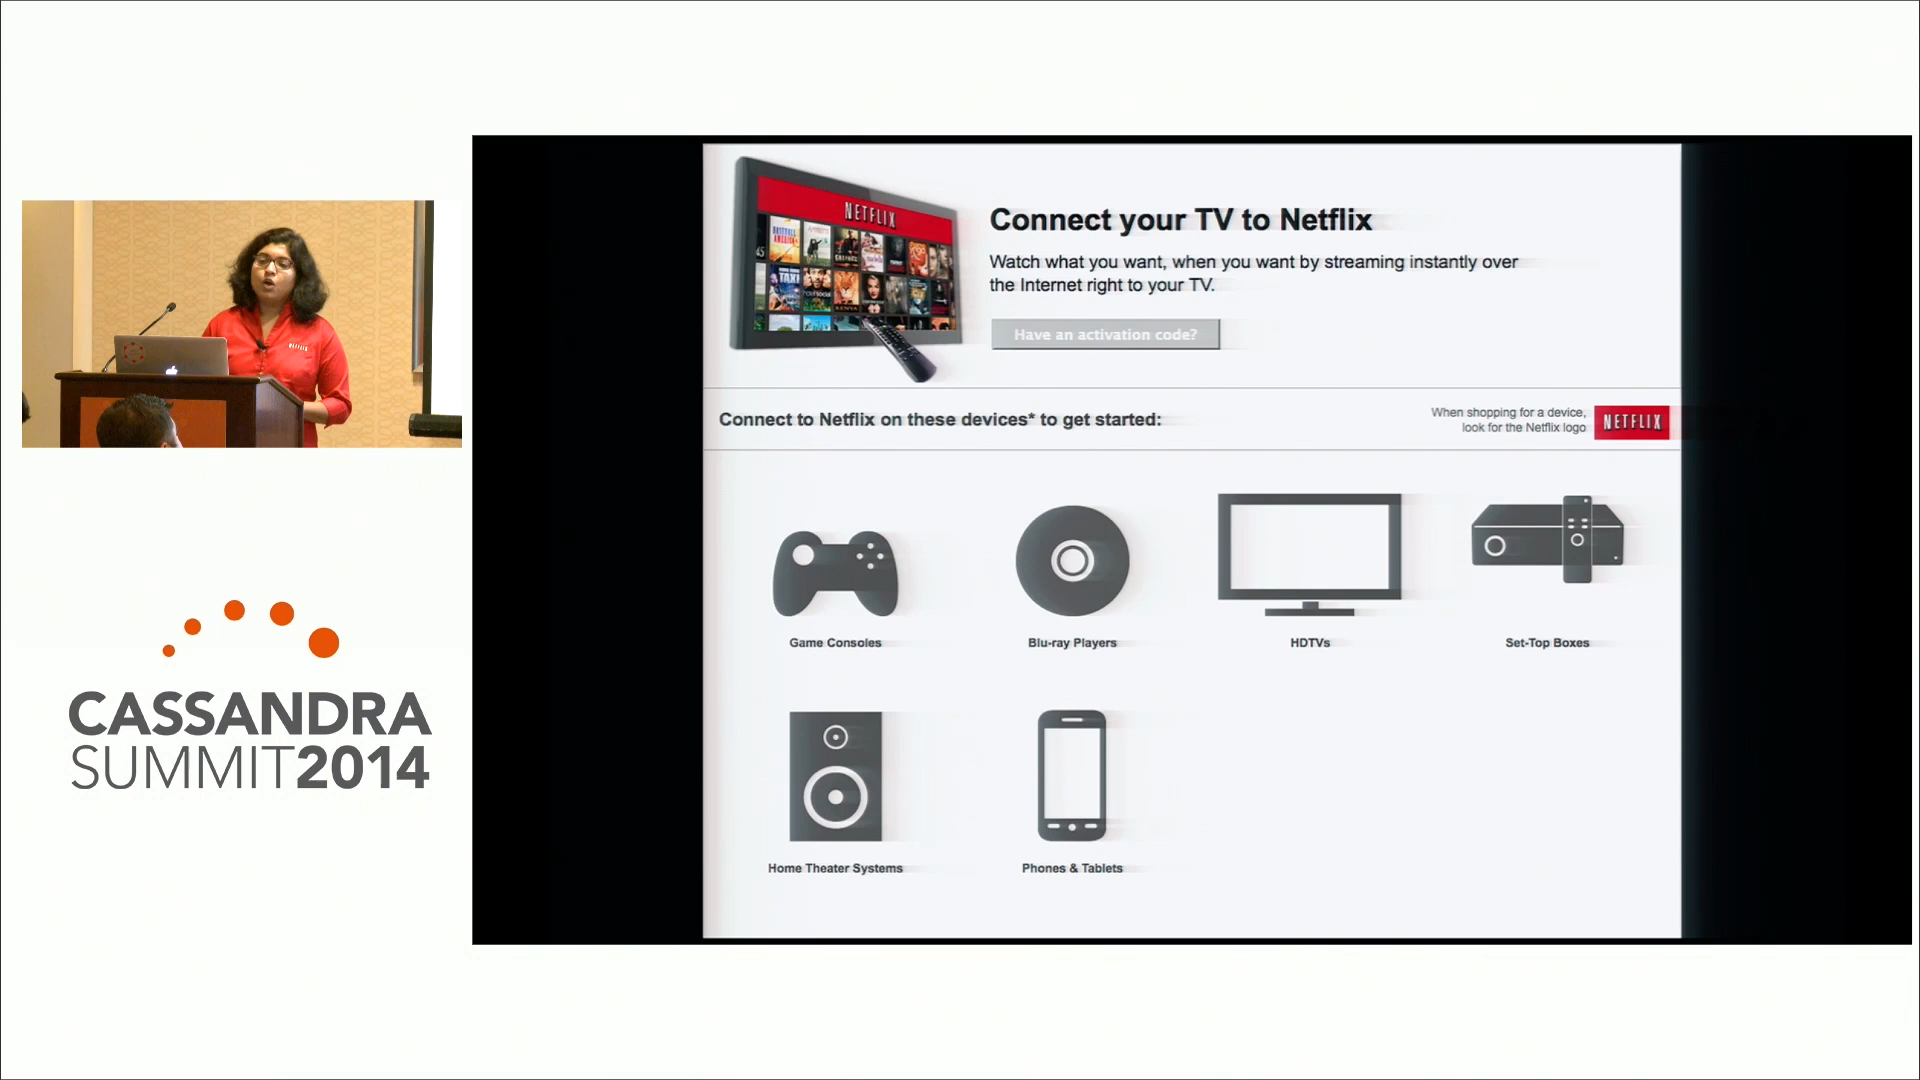 NETFLIX
Connect your TV to Netflix
Watch what you want, when you want by streaming instantly over
the Internet right to your TV.
Have an activation code?
Connect to Netflix on these devices* to get started:
When shopping for a device,
look for the Netflix logo
NETFLIX
Game Consoles
Blu-ray Players
HDTVs
Set-Top Boxes
Home Theater Systems
Phones & Tablets
CASSANDRA
SUMMIT2014